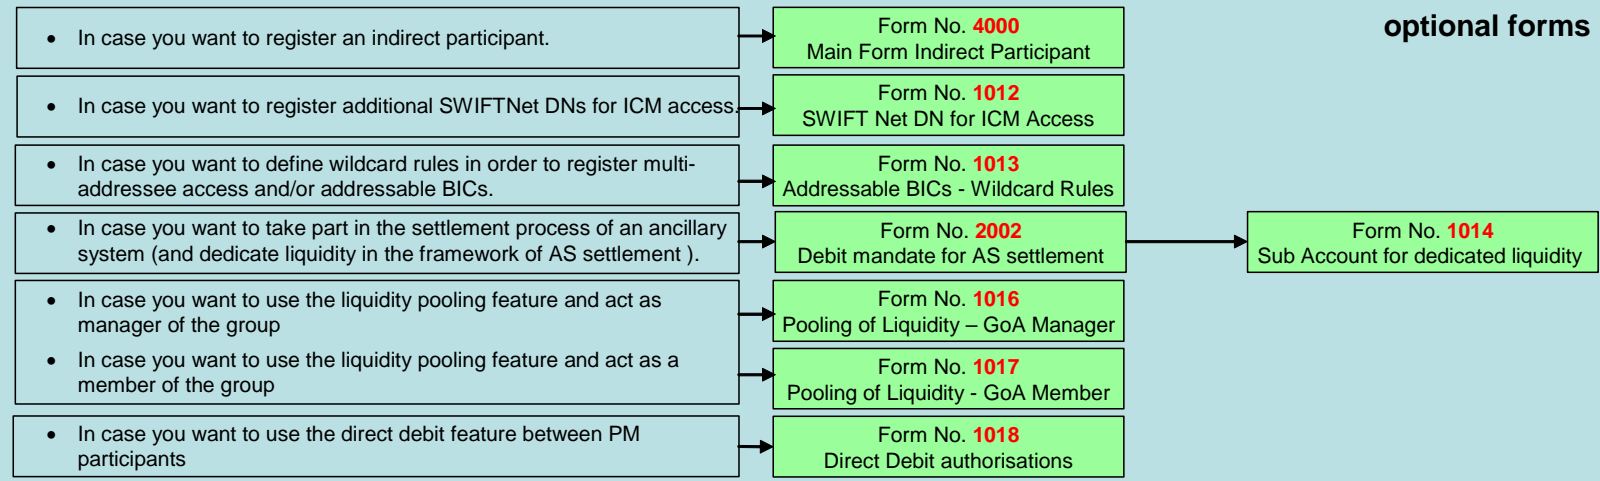 optional forms
• In case you want to register an indirect participant.
Form No. 4000
Main Form Indirect Participant
• In case you want to register additional SWIFTNet DNs for ICM access.
Form No. 1012
SWIFT Net DN for ICM Access
• In case you want to define wildcard rules in order to register multi-
addressee access and/or addressable BICs.
Form No. 1013
Addressable BICs - Wildcard Rules
• In case you want to take part in the settlement process of an ancillary
system (and dedicate liquidity in the framework of AS settlement ).
Form No. 2002
Debit mandate for AS settlement
Form No. 1014
Sub Account for dedicated liquidity
• In case you want to use the liquidity pooling feature and act as
manager of the group
Form No. 1016
Pooling of Liquidity – GoA Manager
• In case you want to use the liquidity pooling feature and act as a
member of the group
Form No. 1017
Pooling of Liquidity - GoA Member
• In case you want to use the direct debit feature between PM
participants
Form No. 1018
Direct Debit authorisations